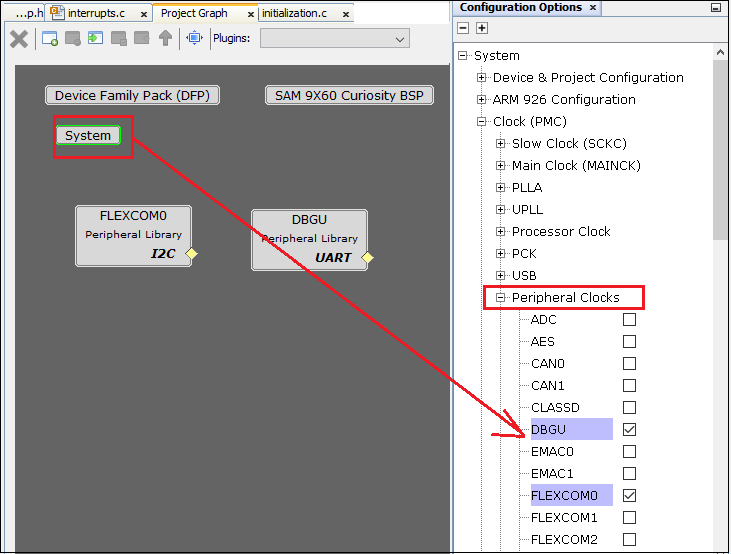 ...p.h
interrupts.c
Project Graph
initialization.c
Configuration Options
Plugins:
Device Family Pack (DFP)
SAM 9X60 Curiosity BSP
System
FLEXCOM0
Peripheral Library
I2C
DBGU
Peripheral Library
UART
System
Device & Project Configuration
ARM 926 Configuration
Clock (PMC)
Slow Clock (SCKC)
Main Clock (MAINCK)
PLLA
UPLL
Processor Clock
PCK
USB
Peripheral Clocks
ADC
AES
CAN0
CAN1
CLASSD
DBGU
EMAC0
EMAC1
FLEXCOM0
FLEXCOM1
FLEXCOM2